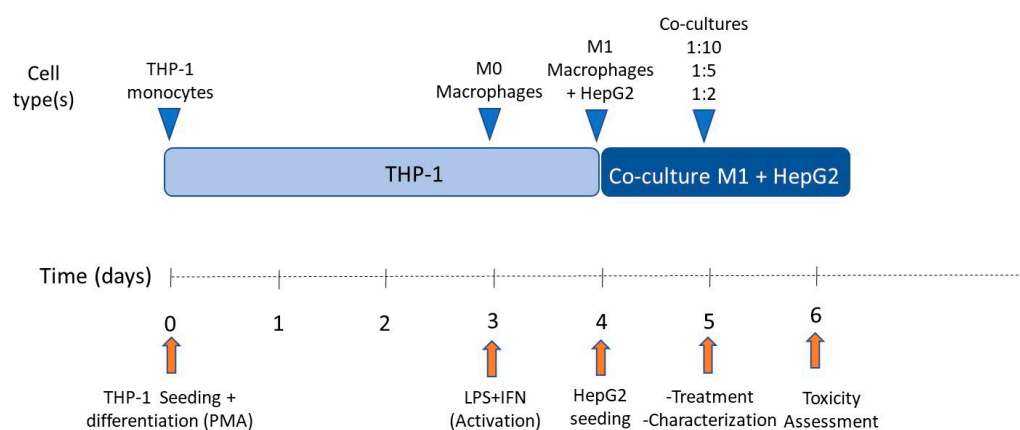 Co-cultures
1:10
1:5
1:2
M1
Macrophages
+ HepG2
M0
Macrophages
THP-1
monocytes
Cell
type(s)
THP-1
Co-culture M1 + HepG2
Time (days)
0
1
2
3
4
5
6
THP-1 Seeding +
differentiation (PMA)
LPS+IFN
(Activation)
HepG2
seeding
-Treatment
-Characterization
Toxicity
Assessment